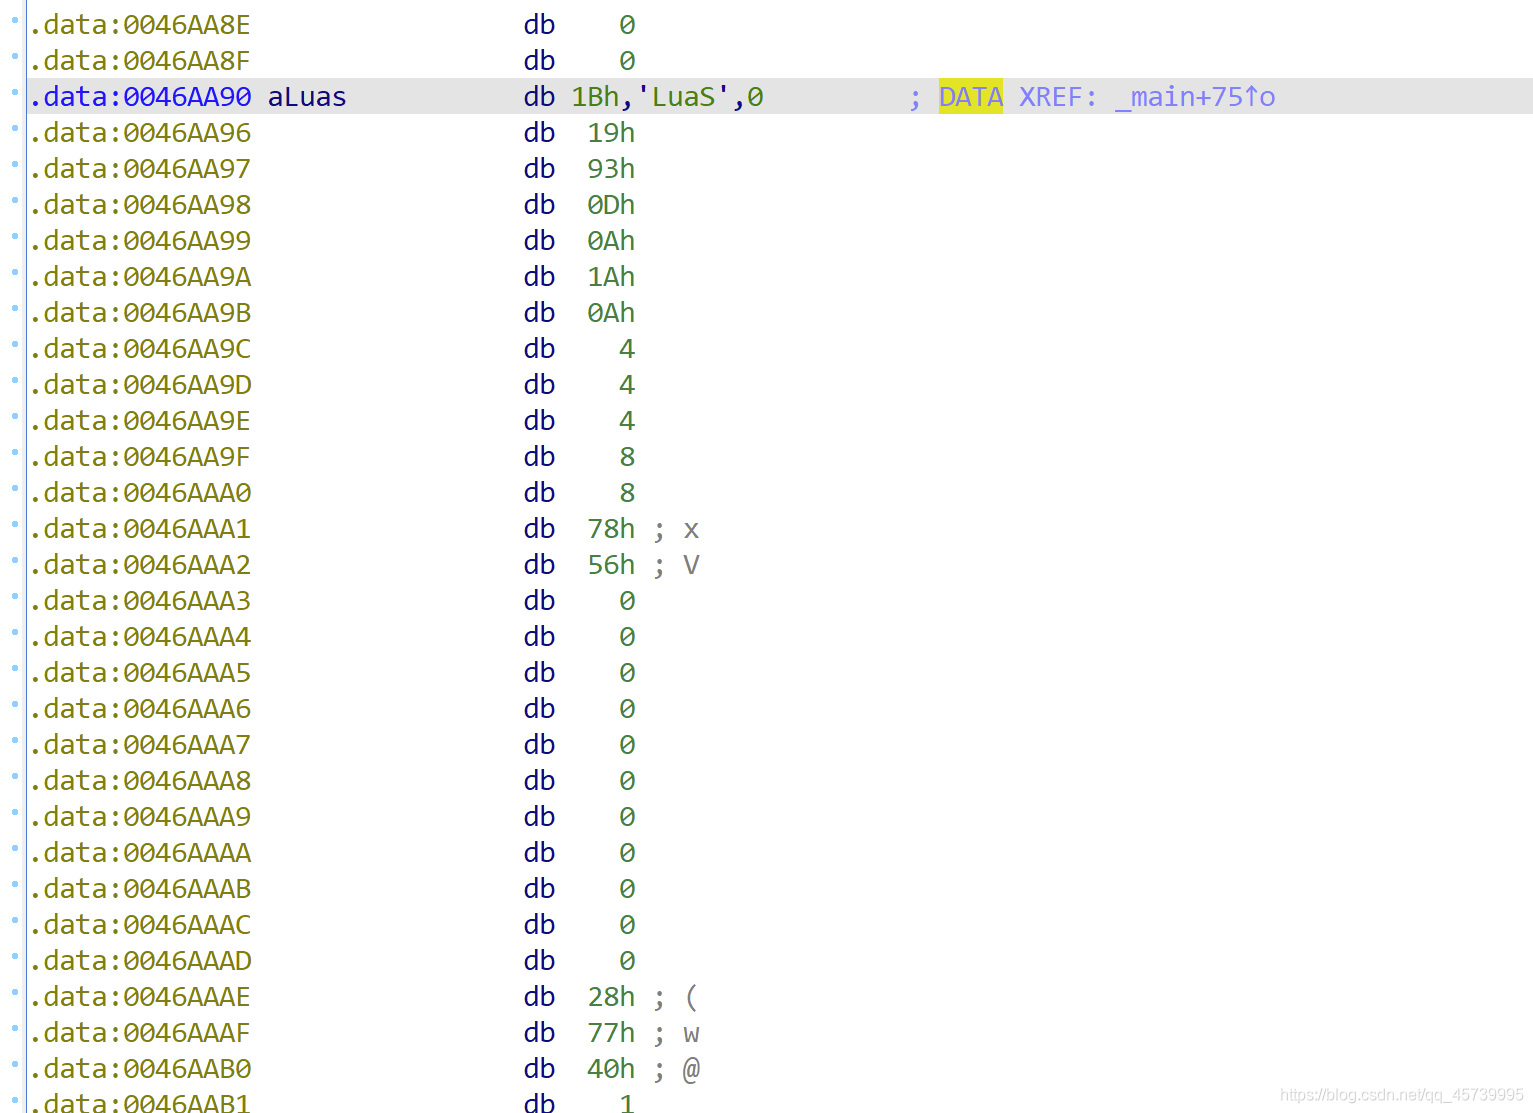 .data:0046AA8E db 0
.data:0046AA8F db 0
.data:0046AA90 aLuas db 1Bh,'LuaS',0 ; DATA XREF: _main+75↑o
.data:0046AA96 db 19h
.data:0046AA97 db 93h
.data:0046AA98 db 0Dh
.data:0046AA99 db 0Ah
.data:0046AA9A db 1Ah
.data:0046AA9B db 0Ah
.data:0046AA9C db 4
.data:0046AA9D db 4
.data:0046AA9E db 4
.data:0046AA9F db 8
.data:0046AAA0 db 8
.data:0046AAA1 db 78h ; x
.data:0046AAA2 db 56h ; V
.data:0046AAA3 db 0
.data:0046AAA4 db 0
.data:0046AAA5 db 0
.data:0046AAA6 db 0
.data:0046AAA7 db 0
.data:0046AAA8 db 0
.data:0046AAA9 db 0
.data:0046AAAA db 0
.data:0046AAAB db 0
.data:0046AAAC db 0
.data:0046AAAD db 0
.data:0046AAAE db 28h ; (
.data:0046AAAF db 77h ; w
.data:0046AAB0 db 40h ; @
.data:0046AAB1 db 1
https://blog.csdn.net/qq_45739995